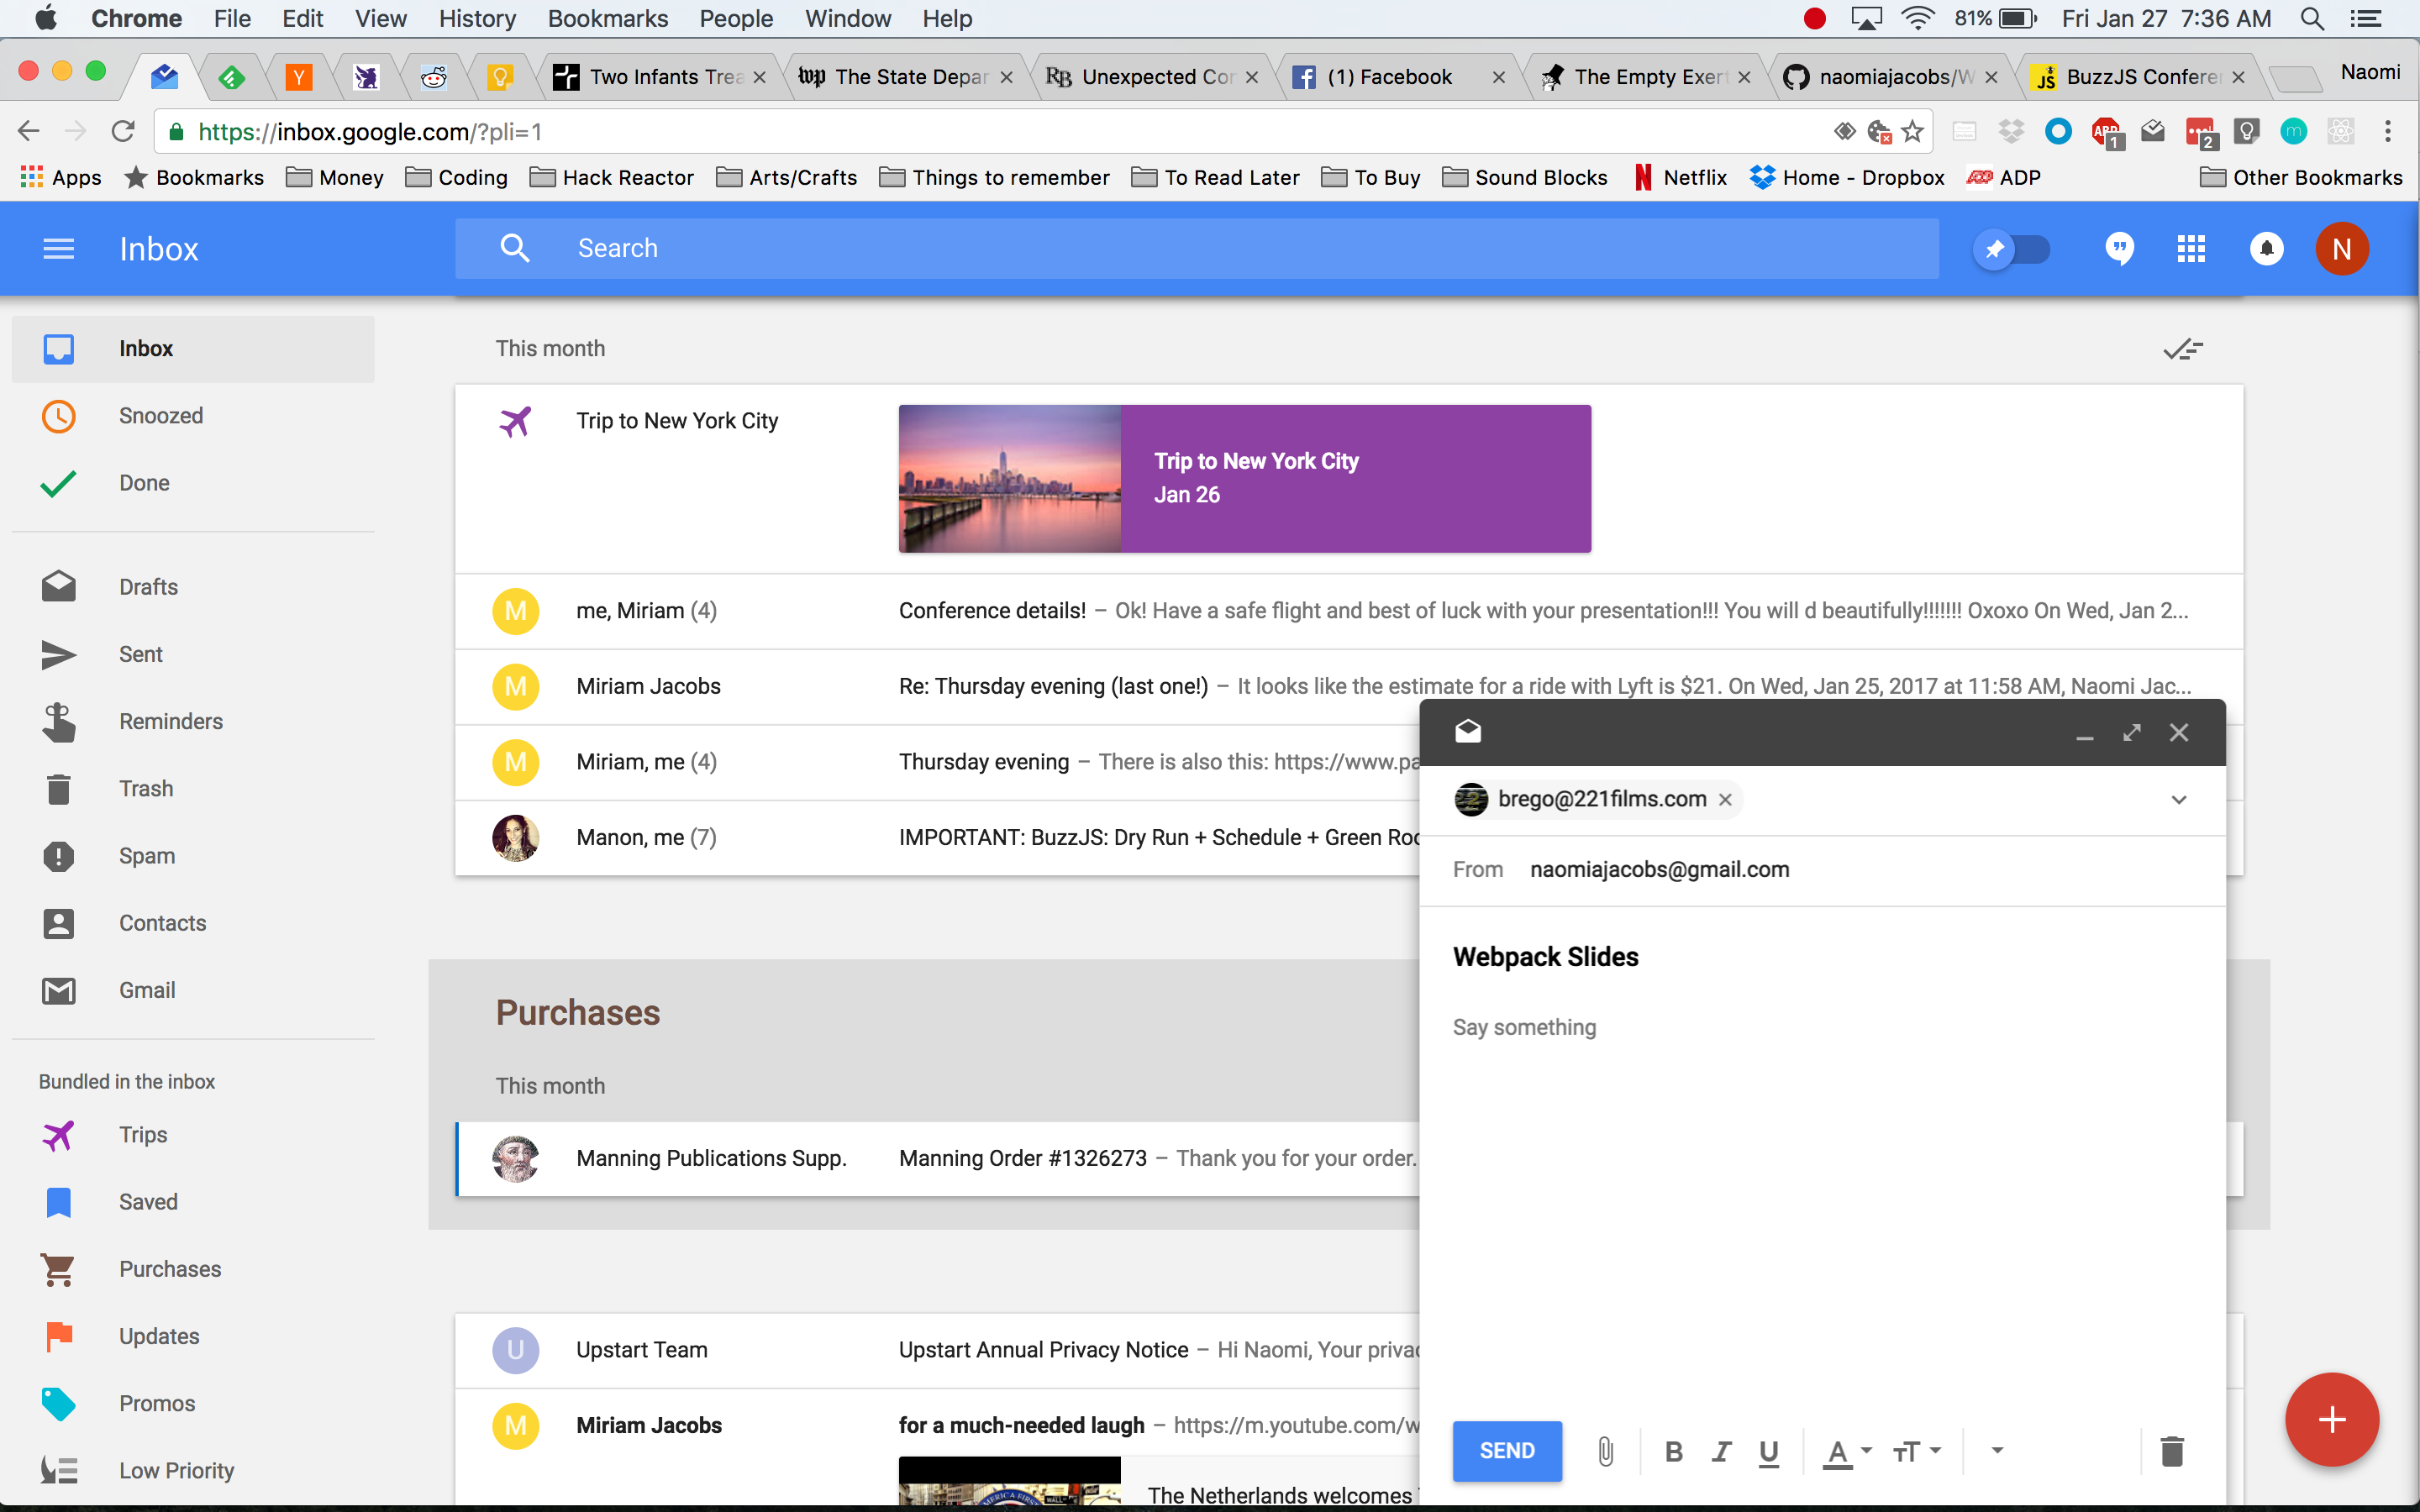 Chrome File Edit View History Bookmarks People Window Help 81% Fri Jan 27 7:36 AM
Two Infants Trea The State Depar Unexpected Cor (1) Facebook The Empty Exert naomiajacobs/W BuzzJS Conferer Naomi
https://inbox.google.com/?pli=1
Apps Bookmarks Money Coding Hack Reactor Arts/Crafts Things to remember To Read Later To Buy Sound Blocks Netflix Home - Dropbox ADP Other Bookmarks
Inbox Search N
Inbox
Snoozed
Done
Drafts
Sent
Reminders
Trash
Spam
Contacts
Gmail
Bundled in the inbox
Trips
Saved
Purchases
Updates
Promos
Low Priority
This month
Trip to New York City
Trip to New York City
Jan 26
M me, Miriam (4) Conference details! – Ok! Have a safe flight and best of luck with your presentation!!! You will d beautifully!!!!!!! Oxoxo On Wed, Jan 2...
M Miriam Jacobs Re: Thursday evening (last one!) – It looks like the estimate for a ride with Lyft is $21. On Wed, Jan 25, 2017 at 11:58 AM, Naomi Jac...
M Miriam, me (4) Thursday evening – There is also this: https://www.pa
Manon, me (7) IMPORTANT: BuzzJS: Dry Run + Schedule + Green Roo
Purchases
This month
Manning Publications Supp. Manning Order #1326273 – Thank you for your order.
U Upstart Team Upstart Annual Privacy Notice – Hi Naomi, Your privac
M Miriam Jacobs for a much-needed laugh – https://m.youtube.com/w
The Netherlands welcomes
brego@221films.com
From naomiajacobs@gmail.com
Webpack Slides
Say something
SEND B I U A TT